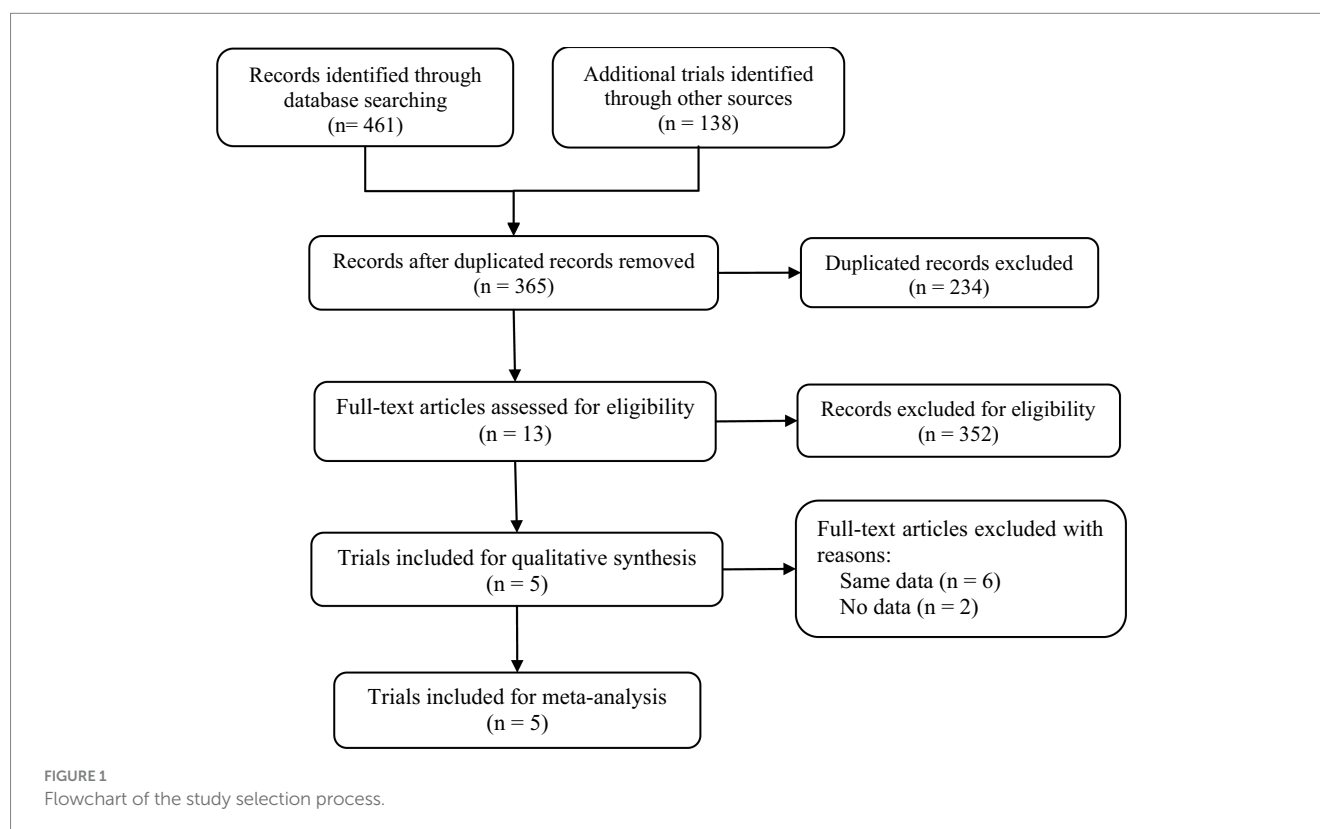 Records identified through
database searching
(n= 461)
Additional trials identified
through other sources
(n = 138)
Records after duplicated records removed
(n = 365)
Duplicated records excluded
(n = 234)
Full-text articles assessed for eligibility
(n = 13)
Records excluded for eligibility
(n = 352)
Trials included for qualitative synthesis
(n = 5)
Full-text articles excluded with
reasons:
Same data (n = 6)
No data (n = 2)
Trials included for meta-analysis
(n = 5)
FIGURE 1
Flowchart of the study selection process.